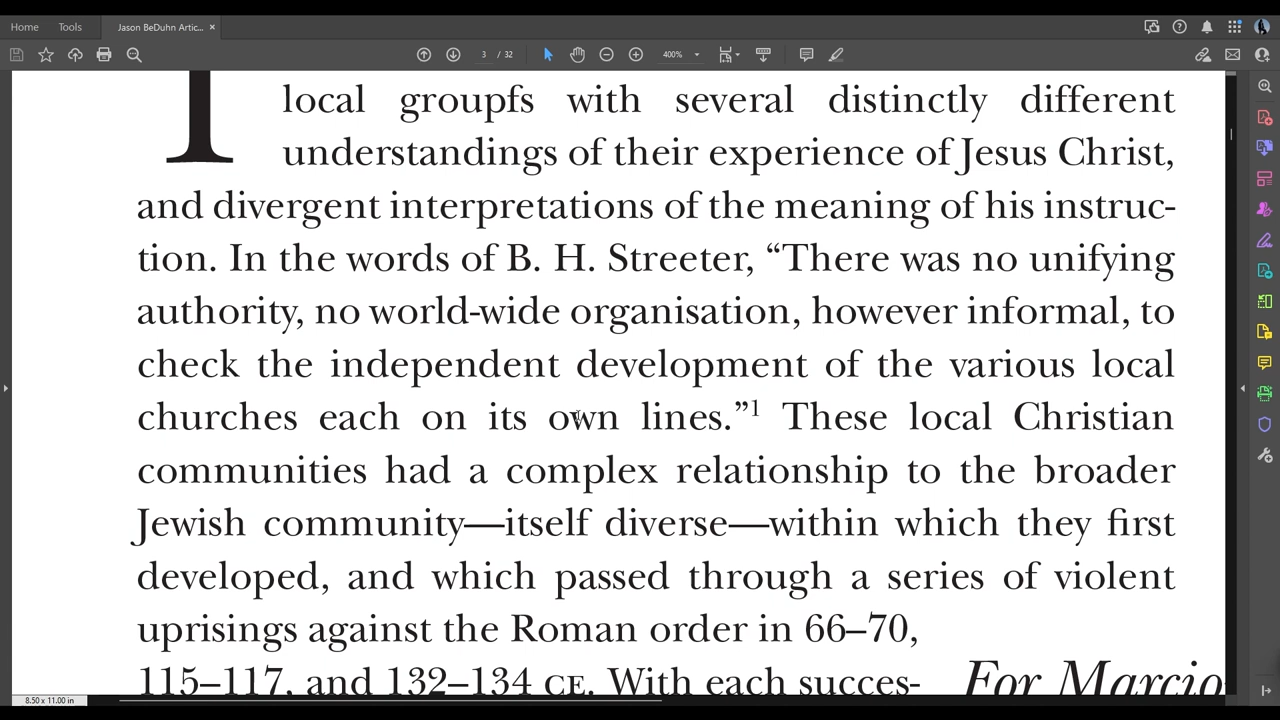 Home Tools Jason BeDuhn Artic... ×
3 / 32 400%
local groupfs with several distinctly different
understandings of their experience of Jesus Christ,
and divergent interpretations of the meaning of his instruc-
tion. In the words of B. H. Streeter, “There was no unifying
authority, no world-wide organisation, however informal, to
check the independent development of the various local
churches each on its own lines.”1 These local Christian
communities had a complex relationship to the broader
Jewish community—itself diverse—within which they first
developed, and which passed through a series of violent
uprisings against the Roman order in 66–70,
115–117, and 132–134 CE. With each succes-
For Marcio
8.50 x 11.00 in